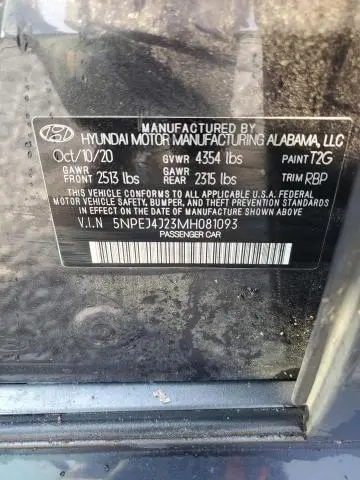 MANUFACTURED BY
HYUNDAI MOTOR MANUFACTURING ALABAMA, LLC
Oct/10/20 GVWR 4354 lbs PAINT T2G
GAWR FRONT 2513 lbs GAWR REAR 2315 lbs TRIM RBP
THIS VEHICLE CONFORMS TO ALL APPLICABLE U.S.A. FEDERAL
MOTOR VEHICLE SAFETY, BUMPER, AND THEFT PREVENTION STANDARDS
IN EFFECT ON THE DATE OF MANUFACTURE SHOWN ABOVE.
V.I.N 5NPEJ4J23MH081093
PASSENGER CAR